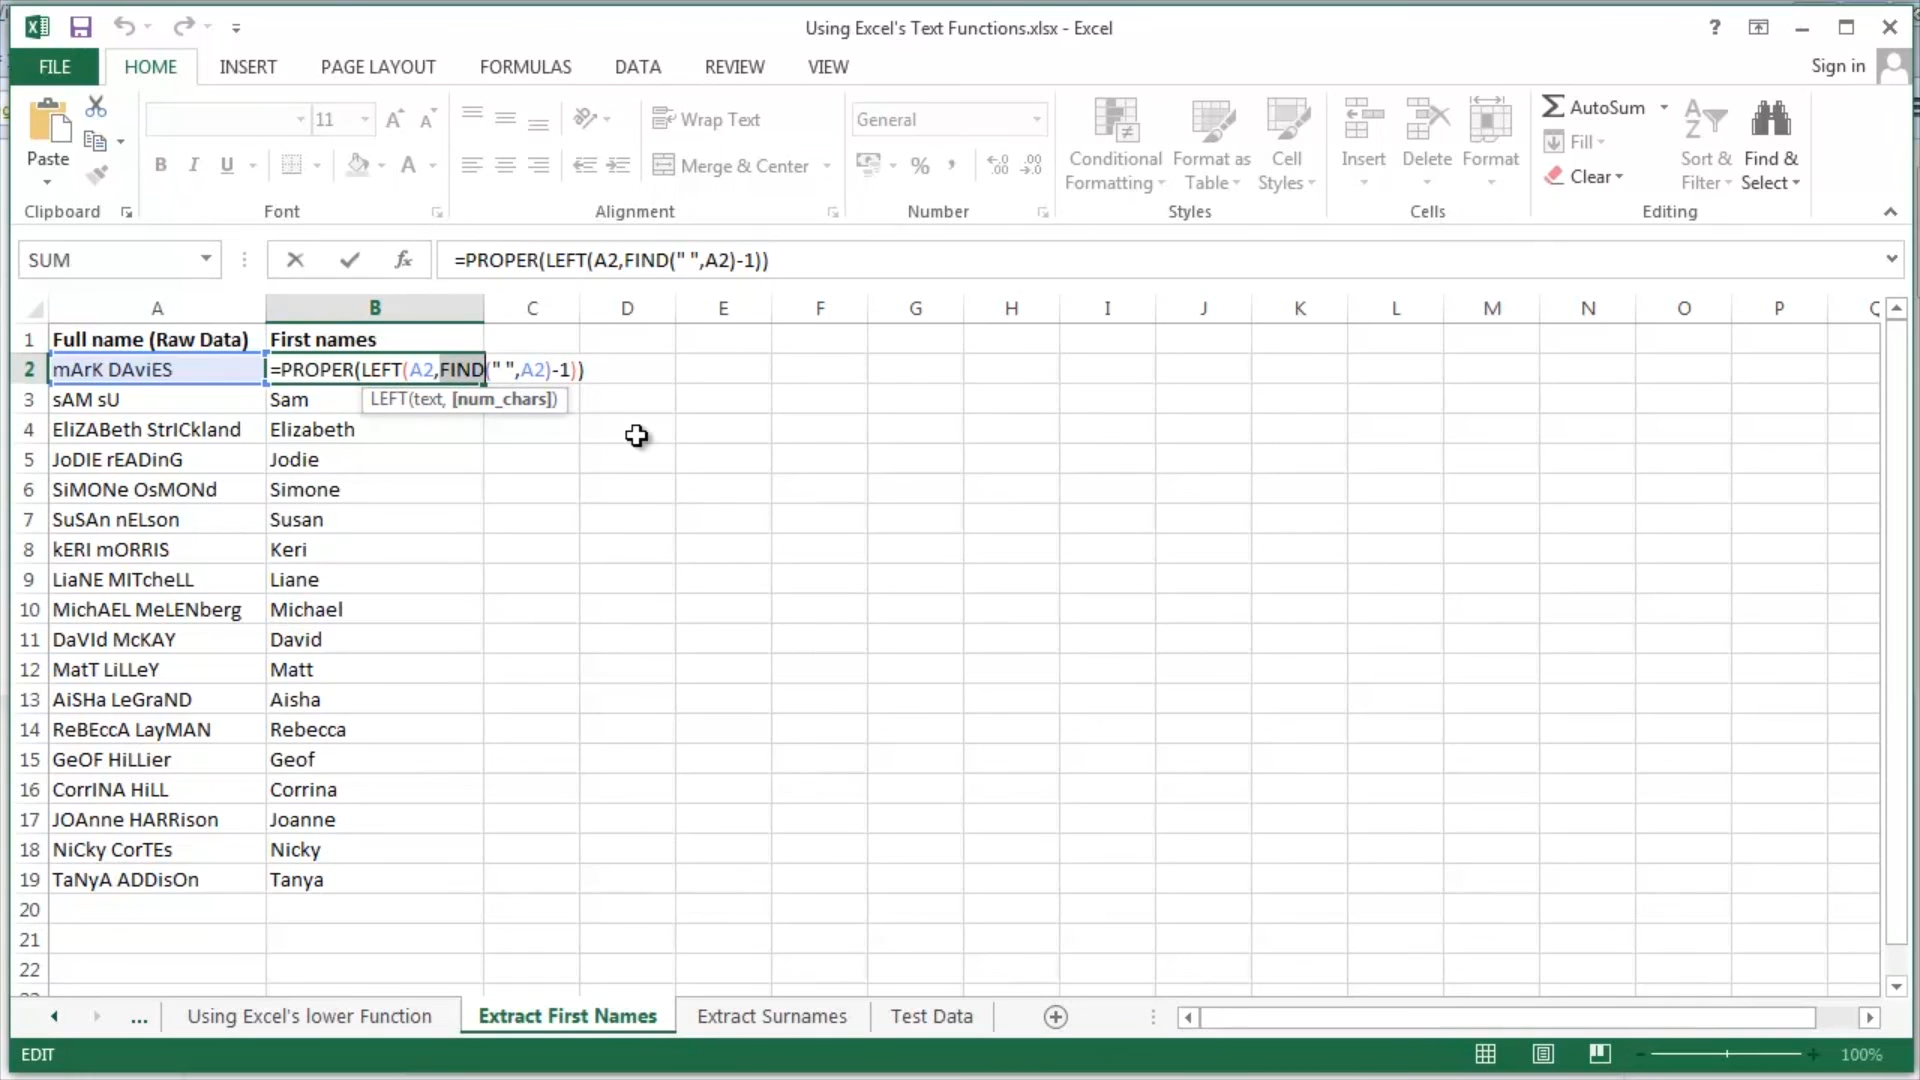 Using Excel's Text Functions.xlsx - Excel
?
FILE HOME INSERT PAGE LAYOUT FORMULAS DATA REVIEW VIEW Sign in
Paste
11 A A
Wrap Text
General
Conditional Formatting
Format as Table
Cell Styles
Insert Delete Format
AutoSum
Fill
Clear
Sort & Filter
Find & Select
B I U A
Merge & Center
% ,
Clipboard Font Alignment Number Styles Cells Editing
SUM fx =PROPER(LEFT(A2,FIND(" ",A2)-1))
A B C D E F G H I J K L M N O P
1 Full name (Raw Data) First names
2 mArK DAviES =PROPER(LEFT(A2,FIND(" ",A2)-1))
3 sAM sU Sam
LEFT(text, [num_chars])
4 EliZABeth StrICkland Elizabeth
5 JoDIE rEADinG Jodie
6 SiMONe OsMONd Simone
7 SuSAn nELson Susan
8 kERI mORRIS Keri
9 LiaNE MITcheLL Liane
10 MichAEL MeLENberg Michael
11 DaVId McKAY David
12 MatT LiLLeY Matt
13 AiSHa LeGraND Aisha
14 ReBEccA LayMAN Rebecca
15 GeOF HiLLier Geof
16 CorrINA HiLL Corrina
17 JOAnne HARRison Joanne
18 NiCky CorTEs Nicky
19 TaNyA ADDisOn Tanya
20
21
22
... Using Excel's lower Function Extract First Names Extract Surnames Test Data
EDIT 100%